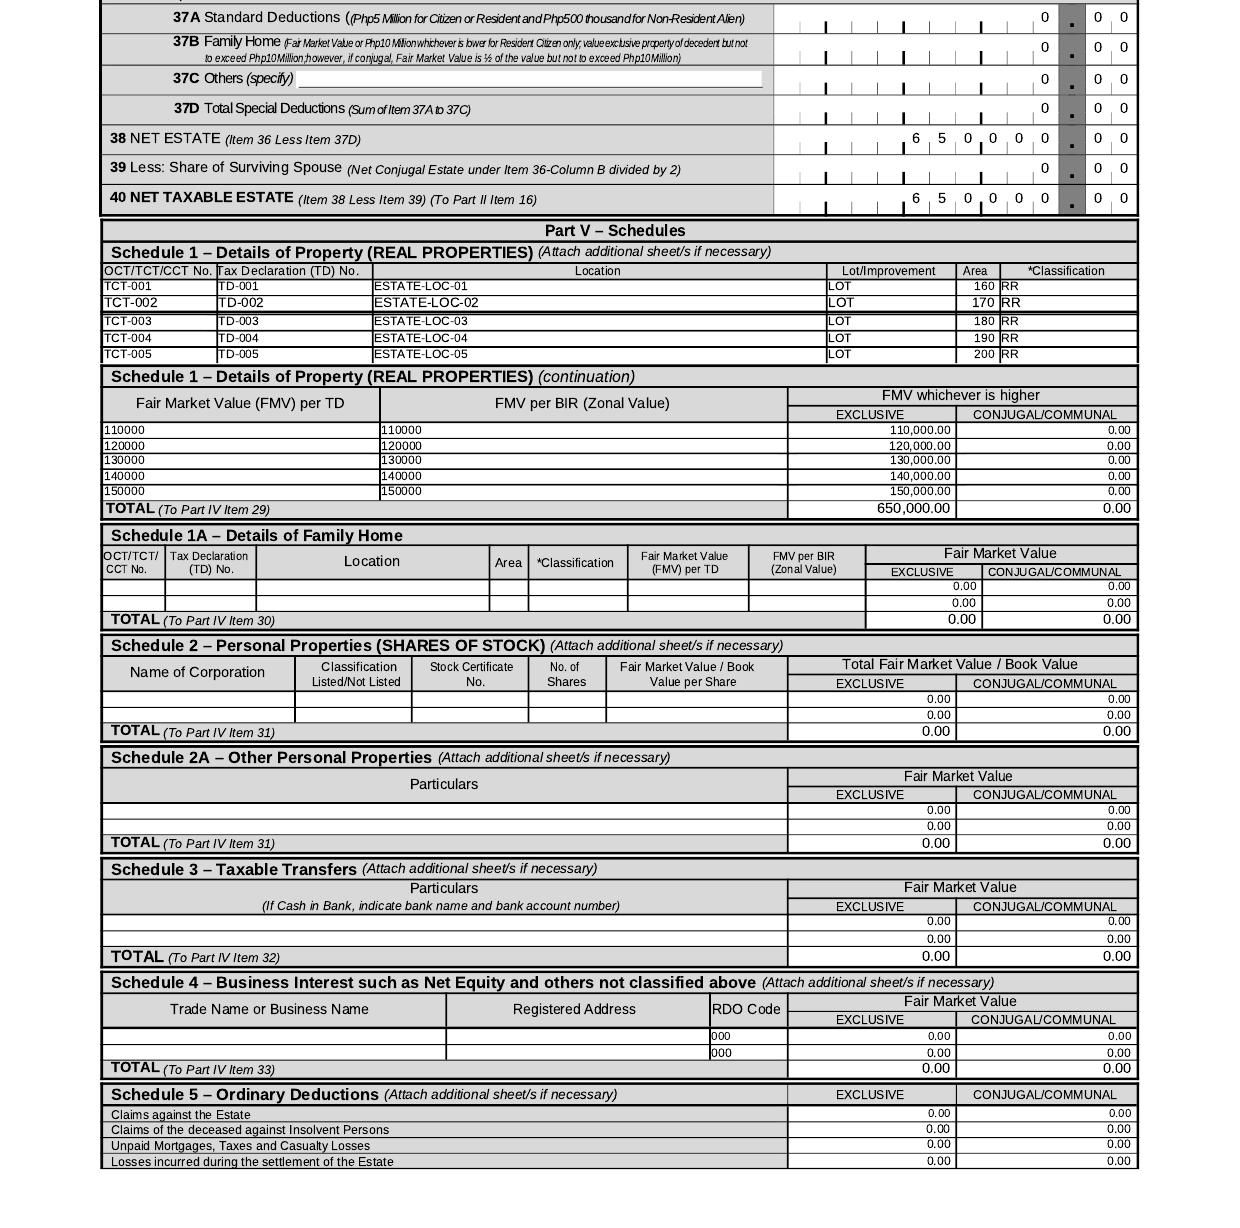 37A Standard Deductions ((Php5 Million for Citizen or Resident and Php500 thousand for Non-Resident Alien) 0 . 0 0
37B Family Home (Fair Market Value or Php10 Million whichever is lower for Resident Citizen only; value exclusive property of decedent but not
to exceed Php10Million;however, if conjugal, Fair Market Value is ½ of the value but not to exceed Php10Million) 0 . 0 0
37C Others (specify) 0 . 0 0
37D Total Special Deductions (Sum of Item 37A to 37C) 0 . 0 0
38 NET ESTATE (Item 36 Less Item 37D) 6 5 0 0 0 0 . 0 0
39 Less: Share of Surviving Spouse (Net Conjugal Estate under Item 36-Column B divided by 2) 0 . 0 0
40 NET TAXABLE ESTATE (Item 38 Less Item 39) (To Part II Item 16) 6 5 0 0 0 0 . 0 0
Part V – Schedules
Schedule 1 – Details of Property (REAL PROPERTIES) (Attach additional sheet/s if necessary)
OCT/TCT/CCT No. Tax Declaration (TD) No. Location Lot/Improvement Area *Classification
TCT-001 TD-001 ESTATE-LOC-01 LOT 160 RR
TCT-002 TD-002 ESTATE-LOC-02 LOT 170 RR
TCT-003 TD-003 ESTATE-LOC-03 LOT 180 RR
TCT-004 TD-004 ESTATE-LOC-04 LOT 190 RR
TCT-005 TD-005 ESTATE-LOC-05 LOT 200 RR
Schedule 1 – Details of Property (REAL PROPERTIES) (continuation)
Fair Market Value (FMV) per TD FMV per BIR (Zonal Value) FMV whichever is higher
EXCLUSIVE CONJUGAL/COMMUNAL
110000 110000 110,000.00 0.00
120000 120000 120,000.00 0.00
130000 130000 130,000.00 0.00
140000 140000 140,000.00 0.00
150000 150000 150,000.00 0.00
TOTAL (To Part IV Item 29) 650,000.00 0.00
Schedule 1A – Details of Family Home
OCT/TCT/ CCT No. Tax Declaration (TD) No. Location Area *Classification Fair Market Value (FMV) per TD FMV per BIR (Zonal Value) Fair Market Value
EXCLUSIVE CONJUGAL/COMMUNAL
0.00 0.00
0.00 0.00
TOTAL (To Part IV Item 30) 0.00 0.00
Schedule 2 – Personal Properties (SHARES OF STOCK) (Attach additional sheet/s if necessary)
Name of Corporation Classification Listed/Not Listed Stock Certificate No. No. of Shares Fair Market Value / Book Value per Share Total Fair Market Value / Book Value
EXCLUSIVE CONJUGAL/COMMUNAL
0.00 0.00
0.00 0.00
TOTAL (To Part IV Item 31) 0.00 0.00
Schedule 2A – Other Personal Properties (Attach additional sheet/s if necessary)
Particulars Fair Market Value
EXCLUSIVE CONJUGAL/COMMUNAL
0.00 0.00
0.00 0.00
TOTAL (To Part IV Item 31) 0.00 0.00
Schedule 3 – Taxable Transfers (Attach additional sheet/s if necessary)
Particulars Fair Market Value
(If Cash in Bank, indicate bank name and bank account number) EXCLUSIVE CONJUGAL/COMMUNAL
0.00 0.00
0.00 0.00
TOTAL (To Part IV Item 32) 0.00 0.00
Schedule 4 – Business Interest such as Net Equity and others not classified above (Attach additional sheet/s if necessary)
Trade Name or Business Name Registered Address RDO Code Fair Market Value
EXCLUSIVE CONJUGAL/COMMUNAL
000 0.00 0.00
000 0.00 0.00
TOTAL (To Part IV Item 33) 0.00 0.00
Schedule 5 – Ordinary Deductions (Attach additional sheet/s if necessary) EXCLUSIVE CONJUGAL/COMMUNAL
Claims against the Estate 0.00 0.00
Claims of the deceased against Insolvent Persons 0.00 0.00
Unpaid Mortgages, Taxes and Casualty Losses 0.00 0.00
Losses incurred during the settlement of the Estate 0.00 0.00